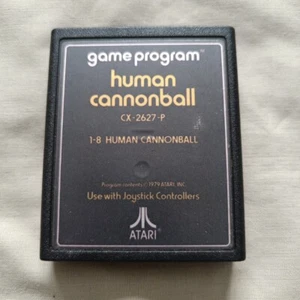 game program™
human
cannonball
CX-2627-P
1-8 HUMAN CANNONBALL
Program contents © 1979 ATARI, INC.
Use with Joystick Controllers
ATARI